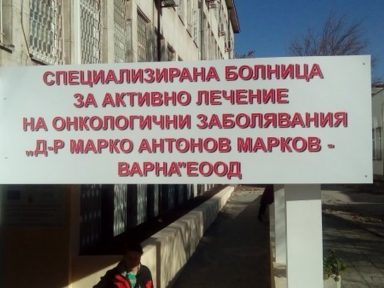 СПЕЦИАЛИЗИРАНА БОЛНИЦА
ЗА АКТИВНО ЛЕЧЕНИЕ
НА ОНКОЛОГИЧНИ ЗАБОЛЯВАНИЯ
„Д-Р МАРКО АНТОНОВ МАРКОВ -
ВАРНА"ЕООД